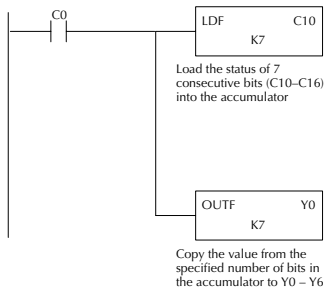 C0
LDF C10
K7
Load the status of 7
consecutive bits (C10–C16)
into the accumulator
OUTF Y0
K7
Copy the value from the
specified number of bits in
the accumulator to Y0 – Y6